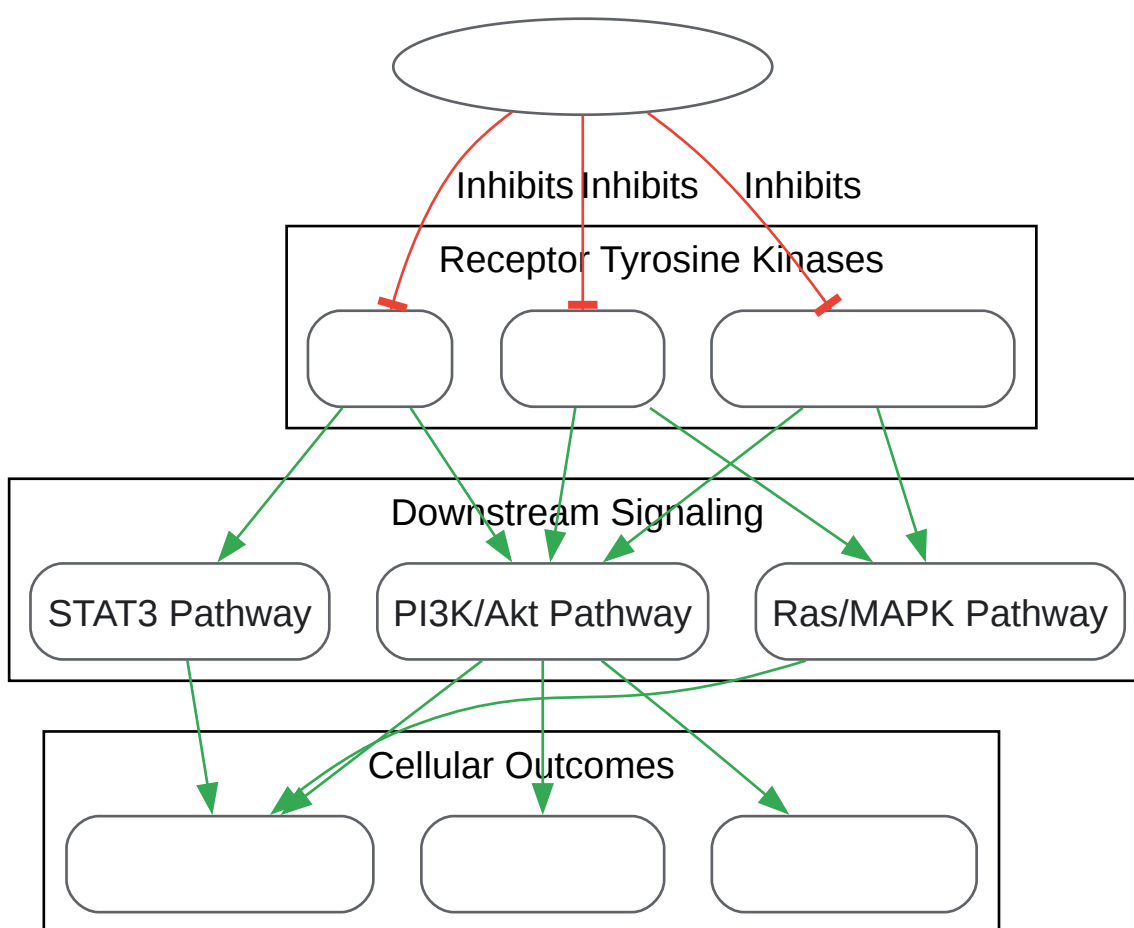 Inhibits Inhibits Inhibits
Receptor Tyrosine Kinases
Downstream Signaling
STAT3 Pathway PI3K/Akt Pathway Ras/MAPK Pathway
Cellular Outcomes